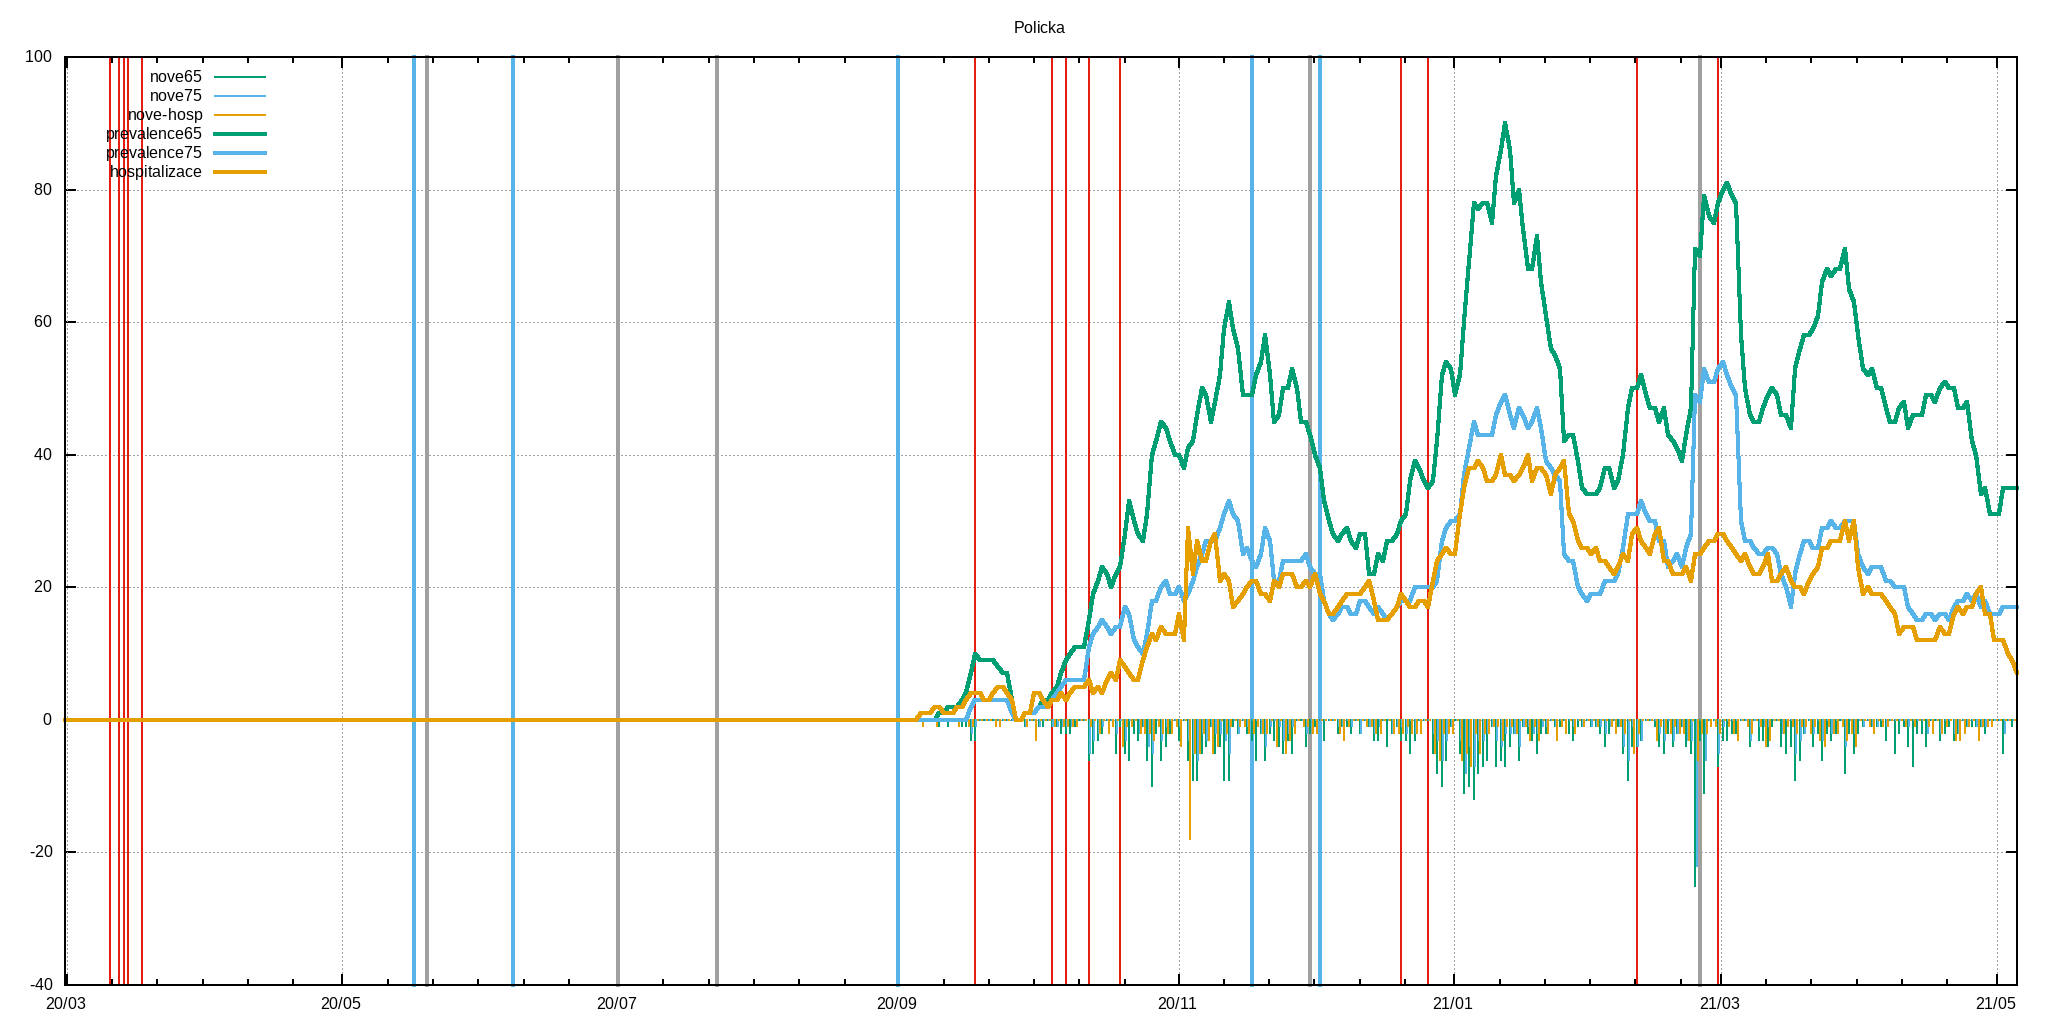 Policka
100
80
60
40
20
0
-20
-40
nove65
nove75
nove-hosp
prevalence65
prevalence75
hospitalizace
20/03 20/05 20/07 20/09 20/11 21/01 21/03 21/05